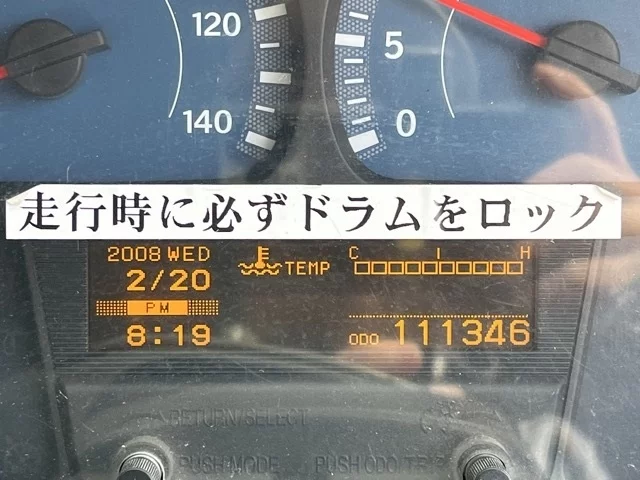 120
140
5
0
走行時に必ずドラムをロック
2008 WED
2/20
PM
8:19
TEMP
C H
ODO 111346
RETURN/SELECT
PUSH MODE
PUSH ODO/TRIP